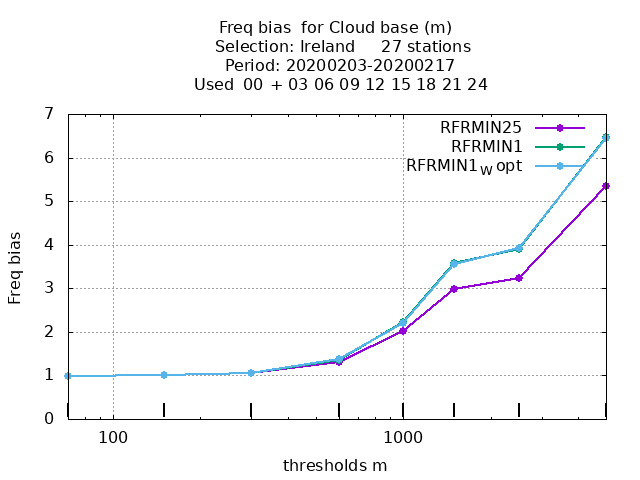 Freq bias  for Cloud base (m)
Selection: Ireland     27 stations
Period: 20200203-20200217
Used  00 + 03 06 09 12 15 18 21 24
7
6
5
4
3
2
1
0
Freq bias
RFRMIN25
RFRMIN1
RFRMIN1_W opt
100
1000
thresholds m